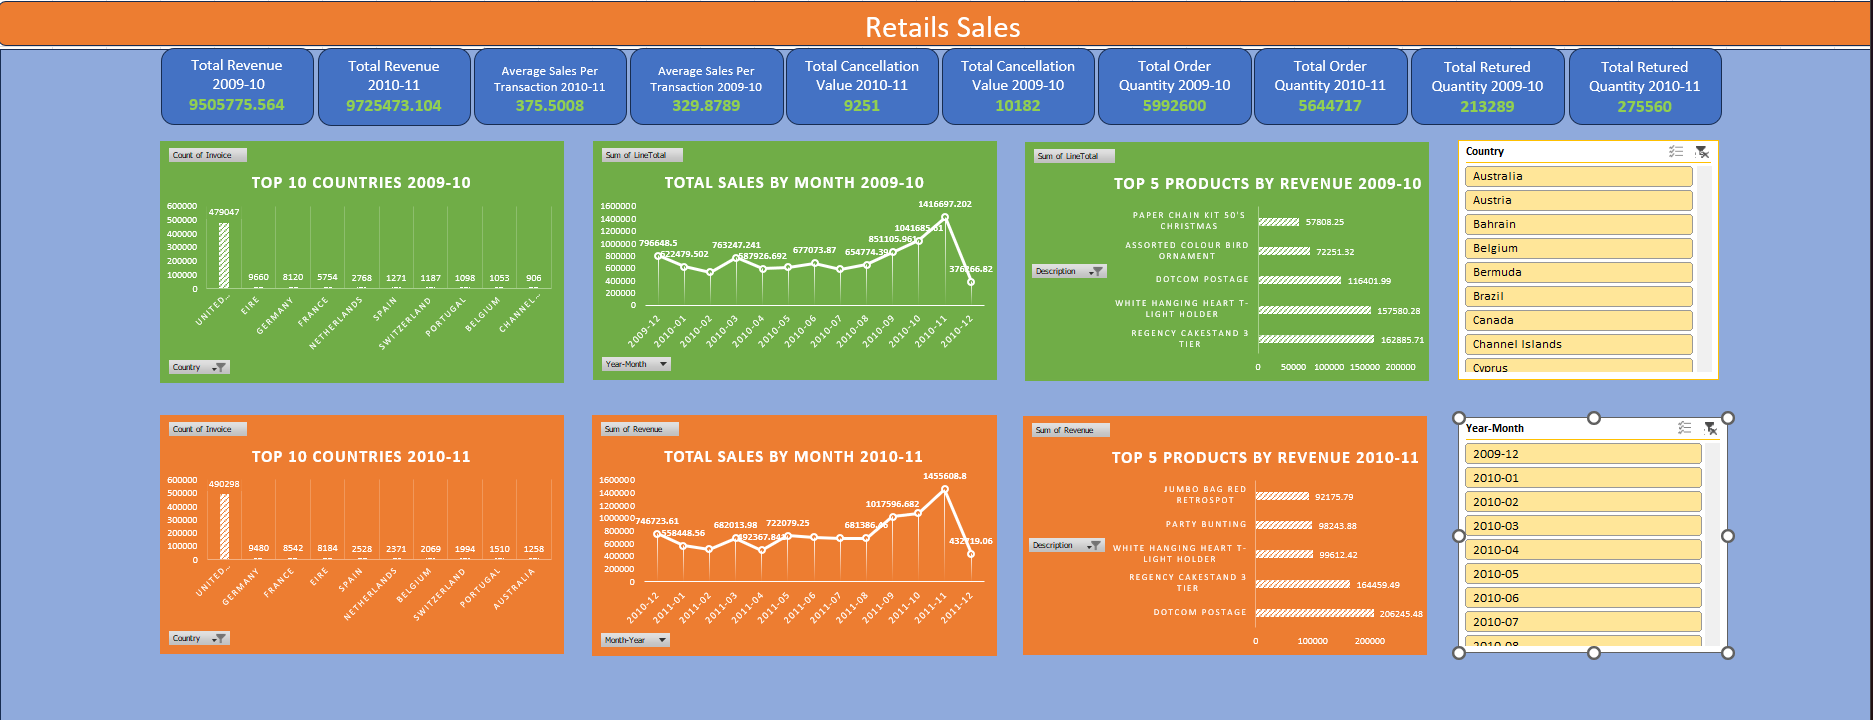 Retails Sales
Total Revenue
2009-10
9505775.564
Total Revenue
2010-11
9725473.104
Average Sales Per
Transaction 2010-11
375.5008
Average Sales Per
Transaction 2009-10
329.8789
Total Cancellation
Value 2010-11
9251
Total Cancellation
Value 2009-10
10182
Total Order
Quantity 2009-10
5992600
Total Order
Quantity 2010-11
5644717
Total Retured
Quantity 2009-10
213289
Total Retured
Quantity 2010-11
275560
Count of Invoice
TOP 10 COUNTRIES 2009-10
600000
500000
400000
300000
200000
100000
0
479047
9660
8120
5754
2768
1271
1187
1098
1053
906
UNITED...
EIRE
GERMANY
FRANCE
NETHERLANDS
SPAIN
SWITZERLAND
PORTUGAL
BELGIUM
CHANNEL...
Country
Sum of LineTotal
TOTAL SALES BY MONTH 2009-10
1600000
1400000
1200000
1000000
800000
600000
400000
200000
0
796648.5
622479.502
763247.241
587926.692
677073.87
654774.39
851105.96
1041685.61
1416697.202
376266.82
2009-12
2010-01
2010-02
2010-03
2010-04
2010-05
2010-06
2010-07
2010-08
2010-09
2010-10
2010-11
2010-12
Year-Month
Sum of LineTotal
TOP 5 PRODUCTS BY REVENUE 2009-10
Description
PAPER CHAIN KIT 50'S
CHRISTMAS
57808.25
ASSORTED COLOUR BIRD
ORNAMENT
72251.32
DOTCOM POSTAGE
116401.99
WHITE HANGING HEART T-
LIGHT HOLDER
157580.28
REGENCY CAKESTAND 3
TIER
162885.71
0 50000 100000 150000 200000
Country
Australia
Austria
Bahrain
Belgium
Bermuda
Brazil
Canada
Channel Islands
Cyprus
Count of Invoice
TOP 10 COUNTRIES 2010-11
600000
500000
400000
300000
200000
100000
0
490298
9480
8542
8184
2528
2371
2069
1994
1510
1258
UNITED...
GERMANY
FRANCE
EIRE
SPAIN
NETHERLANDS
BELGIUM
SWITZERLAND
PORTUGAL
AUSTRALIA
Country
Sum of Revenue
TOTAL SALES BY MONTH 2010-11
1600000
1400000
1200000
1000000
800000
600000
400000
200000
0
746723.61
558448.56
682013.98
492367.84
722079.25
681386.46
1017596.682
1455608.8
432719.06
2010-12
2011-01
2011-02
2011-03
2011-04
2011-05
2011-06
2011-07
2011-08
2011-09
2011-10
2011-11
2011-12
Month-Year
Sum of Revenue
TOP 5 PRODUCTS BY REVENUE 2010-11
Description
JUMBO BAG RED
RETROSPOT
92175.79
PARTY BUNTING
98243.88
WHITE HANGING HEART T-
LIGHT HOLDER
99612.42
REGENCY CAKESTAND 3
TIER
164459.49
DOTCOM POSTAGE
206245.48
0 100000 200000
Year-Month
2009-12
2010-01
2010-02
2010-03
2010-04
2010-05
2010-06
2010-07
2010-08